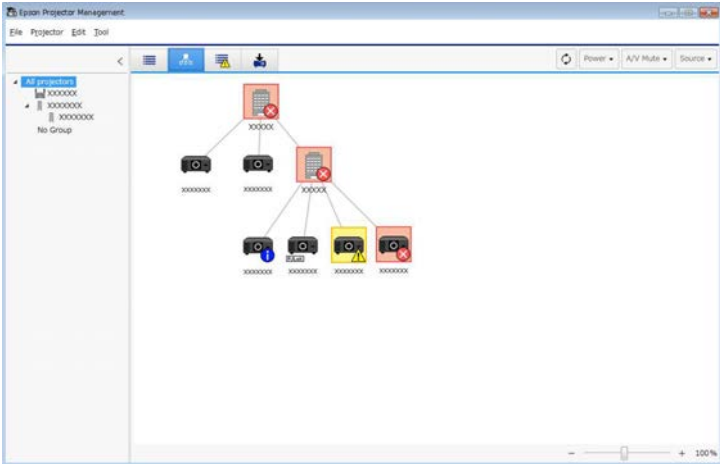 Epson Projector Management
File Projector Edit Tool
Power A/V Mute Source
All projectors
XXXXXX
XXXXXXX
XXXXXXX
No Group
XXXXX
XXXXXXX XXXXXXX XXXXX
XXXXXXX XXXXXXX XXXXXXX XXXXXXX
100%